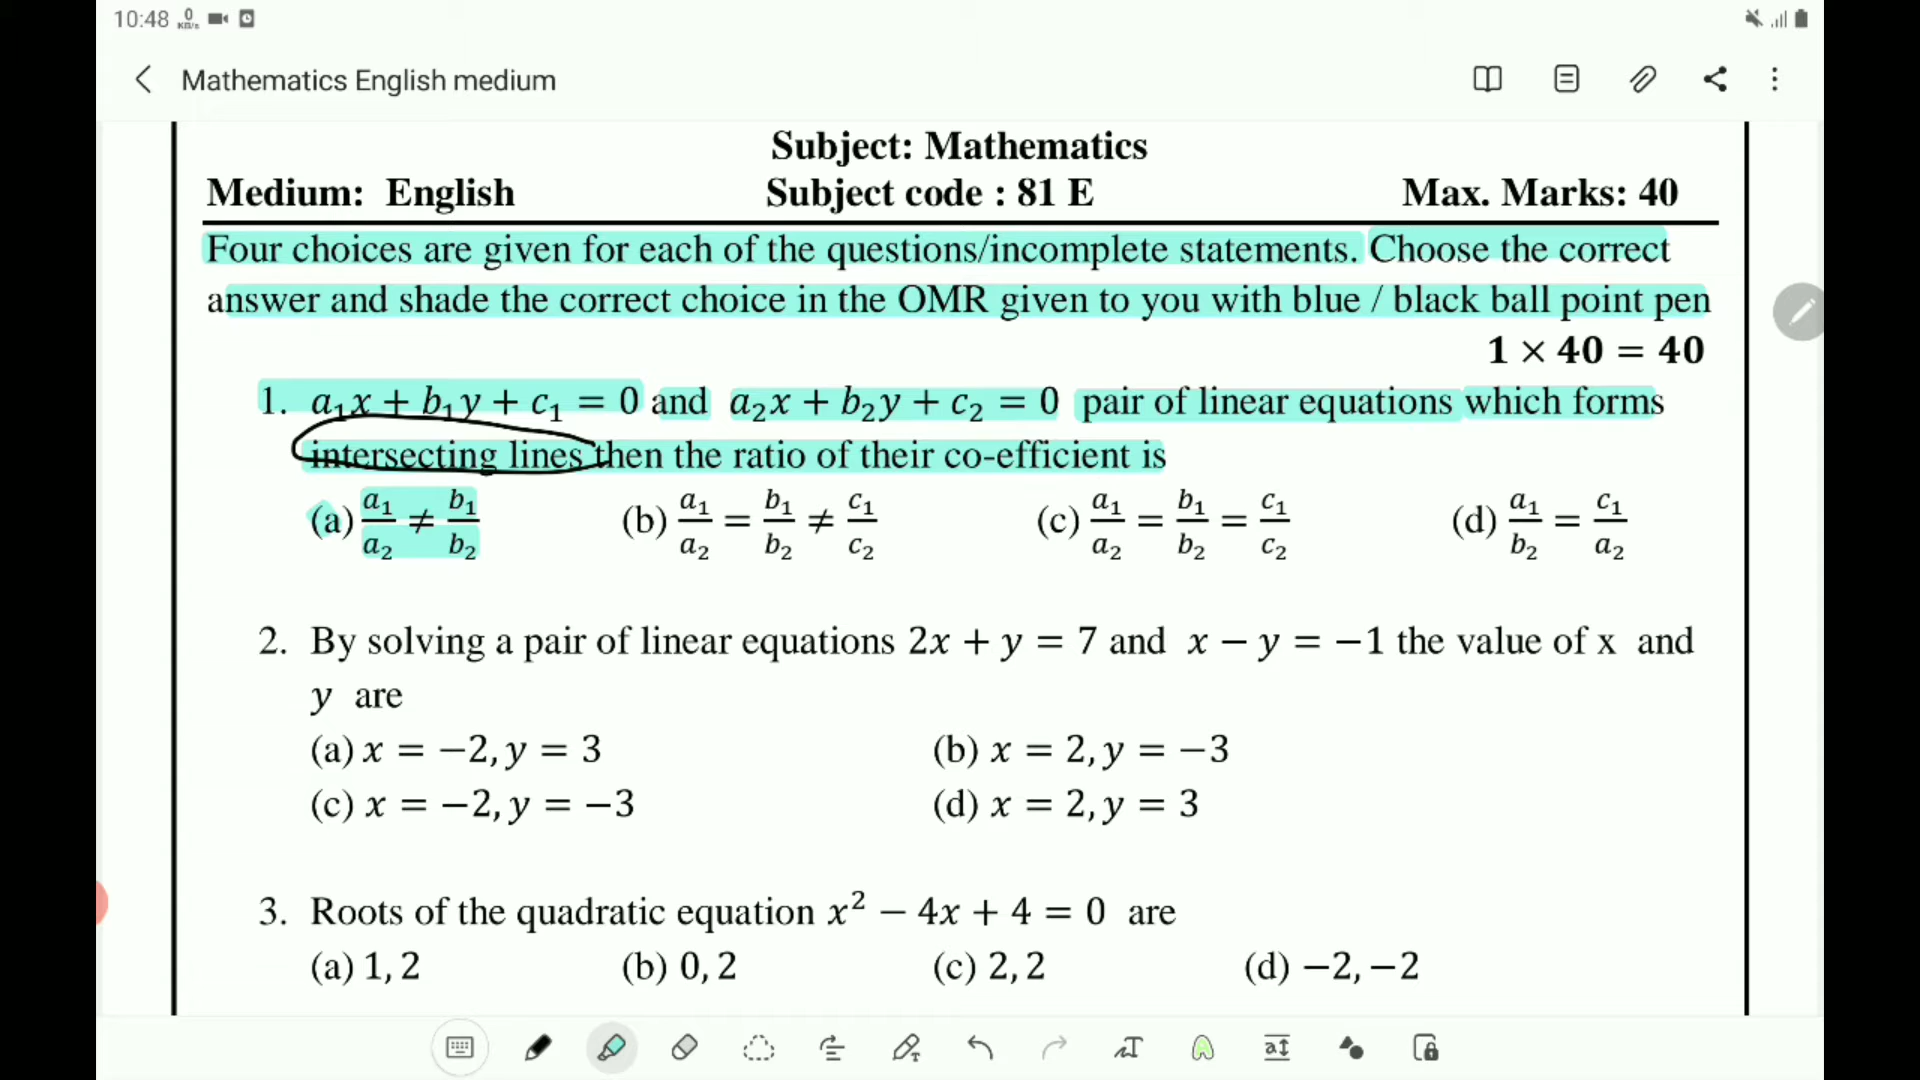 10:48 0 KB/s
Mathematics English medium
Subject: Mathematics
Medium: English Subject code : 81 E Max. Marks: 40
Four choices are given for each of the questions/incomplete statements. Choose the correct
answer and shade the correct choice in the OMR given to you with blue / black ball point pen
1 × 40 = 40
1. a₁x + b₁y + c₁ = 0 and a₂x + b₂y + c₂ = 0 pair of linear equations which forms
intersecting lines then the ratio of their co-efficient is
(a) a₁/a₂ ≠ b₁/b₂ (b) a₁/a₂ = b₁/b₂ ≠ c₁/c₂ (c) a₁/a₂ = b₁/b₂ = c₁/c₂ (d) a₁/b₂ = c₁/a₂
2. By solving a pair of linear equations 2x + y = 7 and x − y = −1 the value of x and
y are
(a) x = −2, y = 3 (b) x = 2, y = −3
(c) x = −2, y = −3 (d) x = 2, y = 3
3. Roots of the quadratic equation x² − 4x + 4 = 0 are
(a) 1, 2 (b) 0, 2 (c) 2, 2 (d) −2, −2